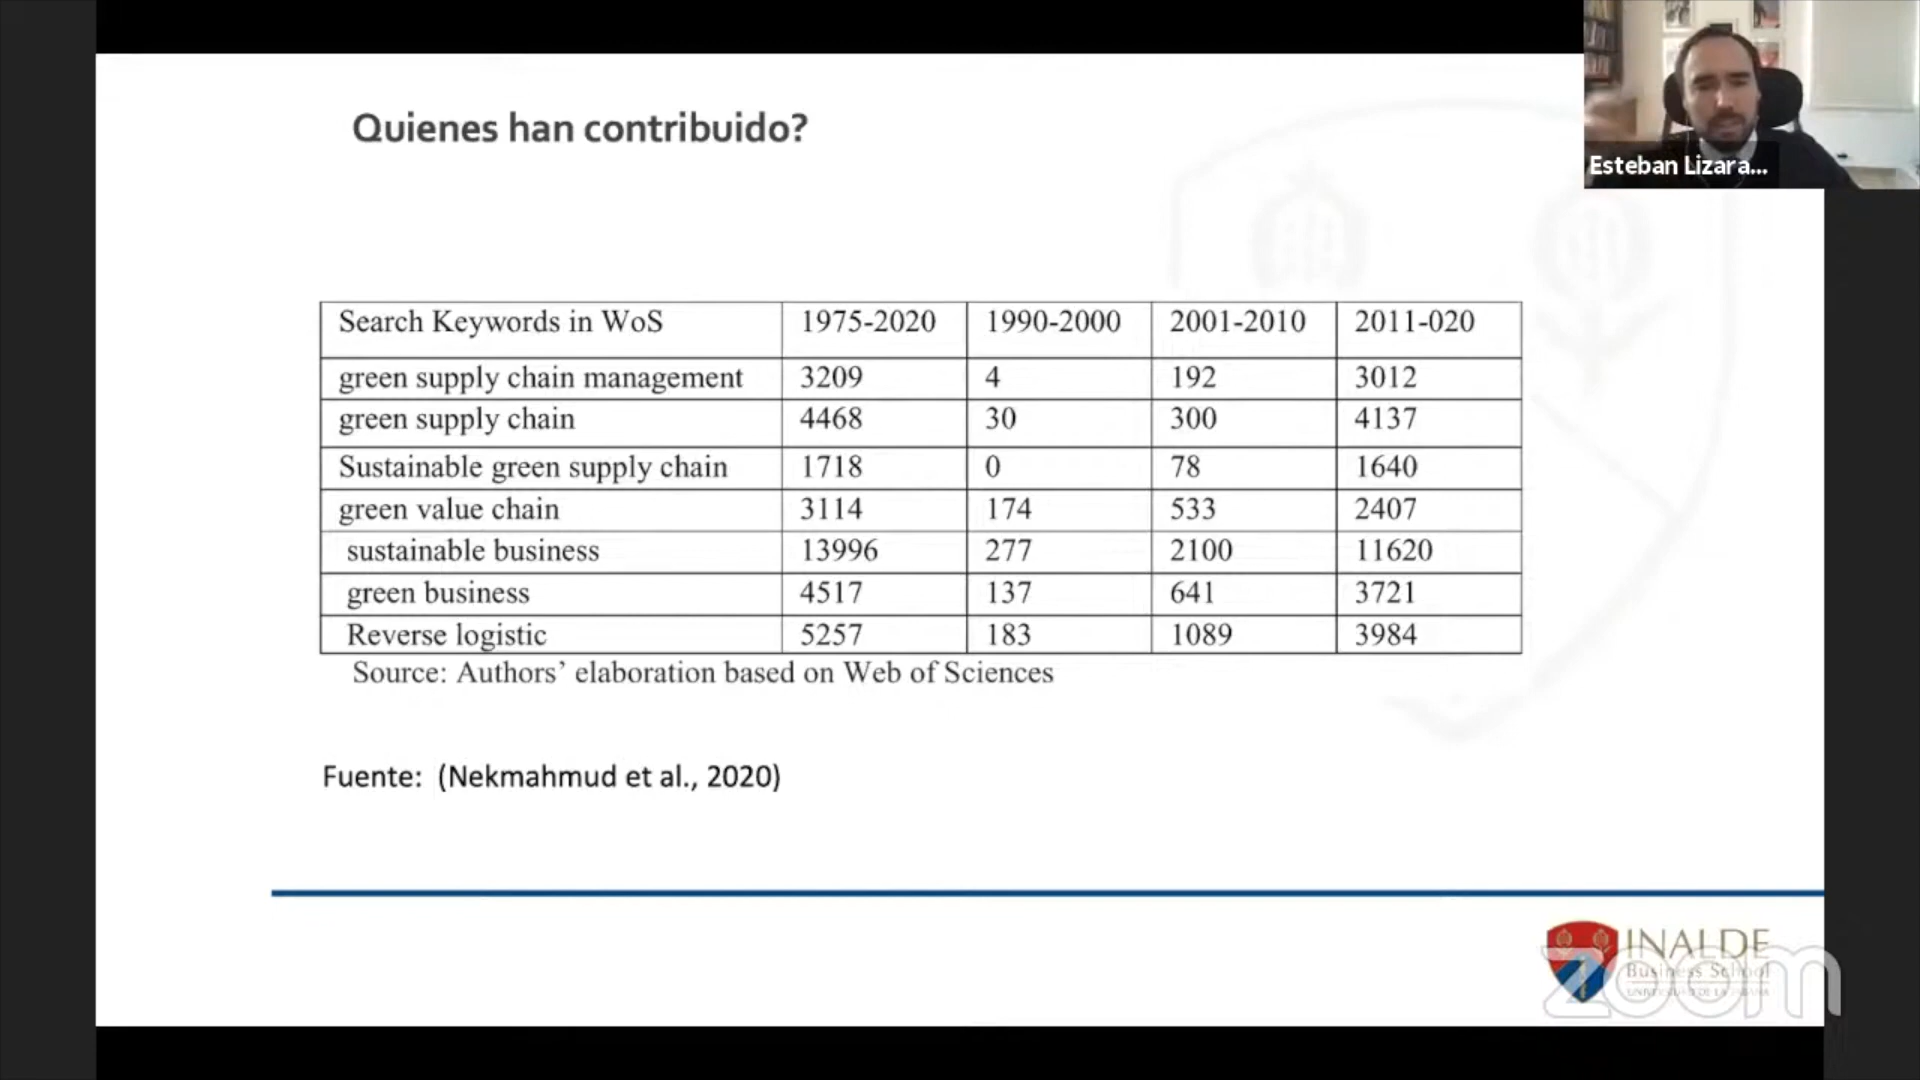 Quienes han contribuido?
Esteban Lizara...
Search Keywords in WoS 1975-2020 1990-2000 2001-2010 2011-020
green supply chain management 3209 4 192 3012
green supply chain 4468 30 300 4137
Sustainable green supply chain 1718 0 78 1640
green value chain 3114 174 533 2407
sustainable business 13996 277 2100 11620
green business 4517 137 641 3721
Reverse logistic 5257 183 1089 3984
Source: Authors’ elaboration based on Web of Sciences
Fuente: (Nekmahmud et al., 2020)
INALDE
Business School
zoom